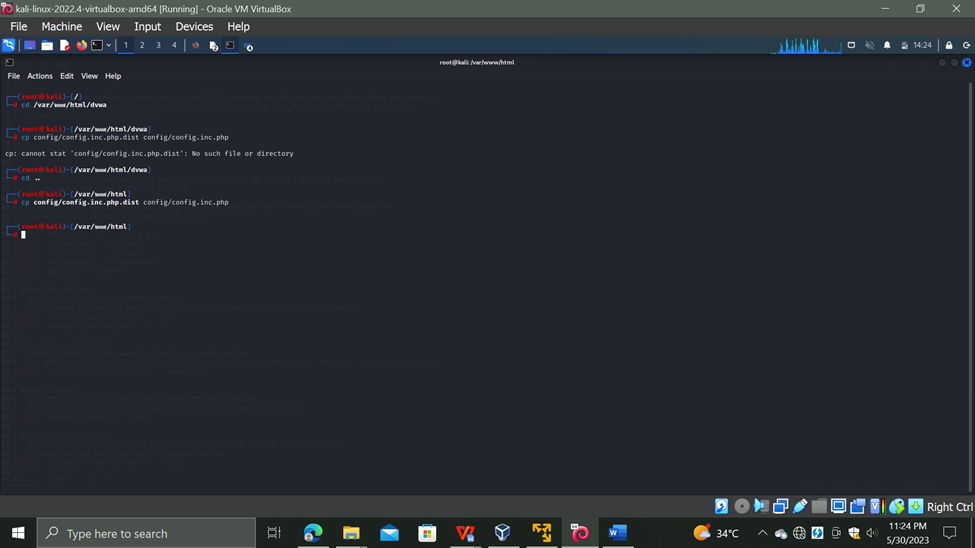 kali-linux-2022.4-virtualbox-amd64 [Running] - Oracle VM VirtualBox
File Machine View Input Devices Help
1 2 3 4 14:24
root@kali: /var/www/html
File Actions Edit View Help
┌──(root㉿kali)-[/]
└─# cd /var/www/html/dvwa
┌──(root㉿kali)-[/var/www/html/dvwa]
└─# cp config/config.inc.php.dist config/config.inc.php
cp: cannot stat 'config/config.inc.php.dist': No such file or directory
┌──(root㉿kali)-[/var/www/html/dvwa]
└─# cd ..
┌──(root㉿kali)-[/var/www/html]
└─# cp config/config.inc.php.dist config/config.inc.php
┌──(root㉿kali)-[/var/www/html]
└─#
Right Ctrl
Type here to search
34°C
11:24 PM
5/30/2023